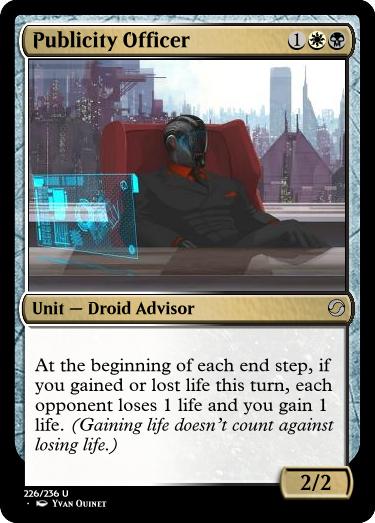 Publicity Officer 1
Unit — Droid Advisor
At the beginning of each end step, if
you gained or lost life this turn, each
opponent loses 1 life and you gain 1
life. (Gaining life doesn't count against
losing life.)
2/2
226/236 U
· Yvan Quinet